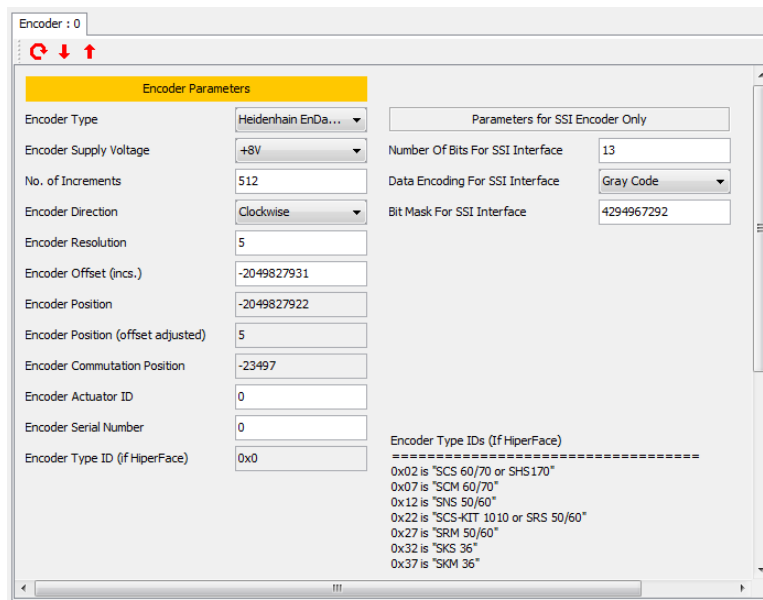 Encoder : 0
Encoder Parameters
Encoder Type Heidenhain EnDa...
Encoder Supply Voltage +8V
No. of Increments 512
Encoder Direction Clockwise
Encoder Resolution 5
Encoder Offset (incs.) -2049827931
Encoder Position -2049827922
Encoder Position (offset adjusted) 5
Encoder Commutation Position -23497
Encoder Actuator ID 0
Encoder Serial Number 0
Encoder Type ID (if HiperFace) 0x0
Parameters for SSI Encoder Only
Number Of Bits For SSI Interface 13
Data Encoding For SSI Interface Gray Code
Bit Mask For SSI Interface 4294967292
Encoder Type IDs (If HiperFace)
===================================
0x02 is "SCS 60/70 or SHS170"
0x07 is "SCM 60/70"
0x12 is "SNS 50/60"
0x22 is "SCS-KIT 1010 or SRS 50/60"
0x27 is "SRM 50/60"
0x32 is "SKS 36"
0x37 is "SKM 36"